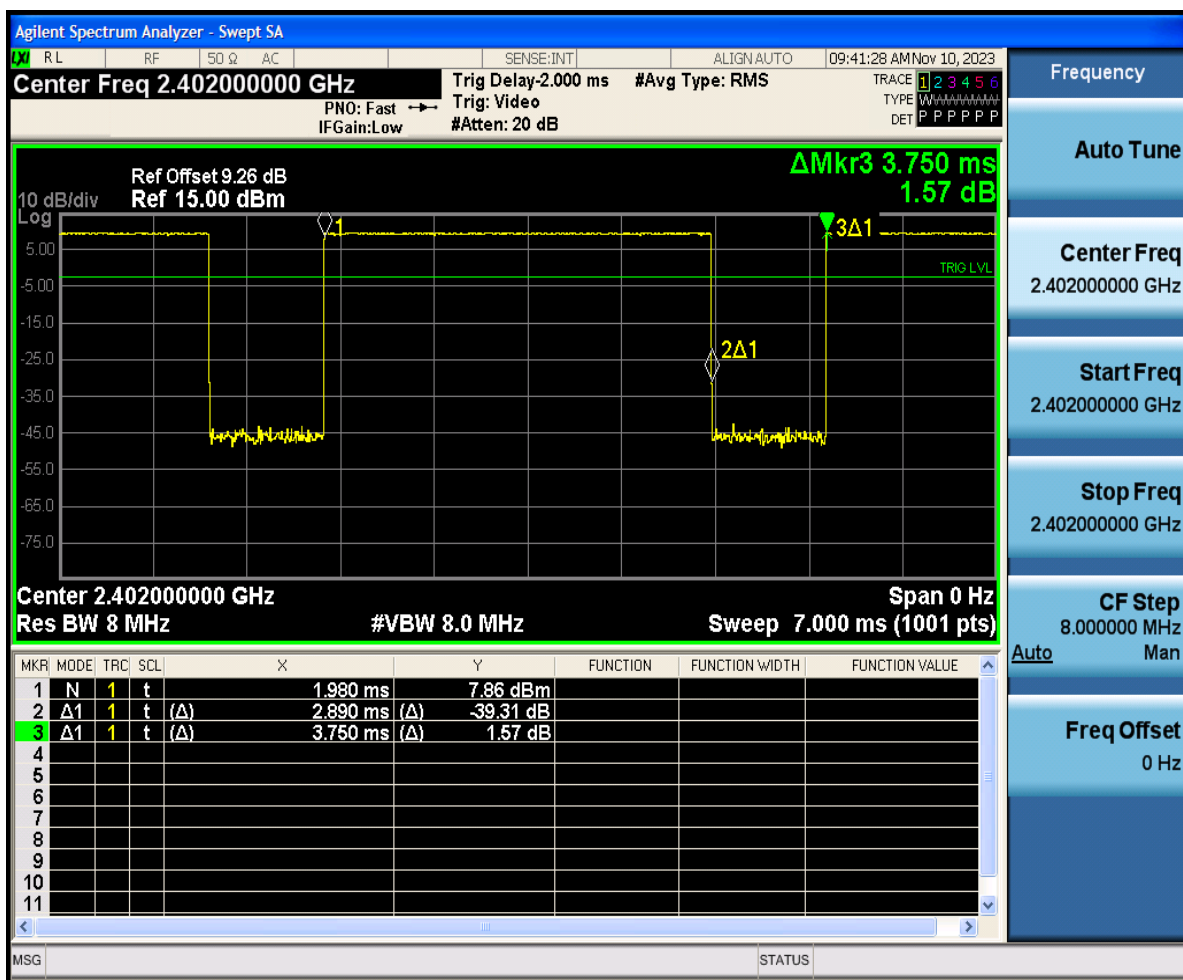 Agilent Spectrum Analyzer - Swept SA
LXI RL RF 50 Ω AC SENSE:INT ALIGN AUTO 09:41:28 AM Nov 10, 2023
Center Freq 2.402000000 GHz
PNO: Fast
IFGain:Low
Trig Delay-2.000 ms
Trig: Video
#Atten: 20 dB
#Avg Type: RMS
TRACE 1 2 3 4 5 6
TYPE WWWWWW
DET P P P P P P
Frequency
Auto Tune
Center Freq
2.402000000 GHz
Start Freq
2.402000000 GHz
Stop Freq
2.402000000 GHz
CF Step
8.000000 MHz
Auto Man
Freq Offset
0 Hz
ΔMkr3 3.750 ms
1.57 dB
Ref Offset 9.26 dB
10 dB/div Ref 15.00 dBm
Log
1
3Δ1
5.00
TRIG LVL
-5.00
-15.0
2Δ1
-25.0
-35.0
-45.0
-55.0
-65.0
-75.0
Center 2.402000000 GHz Span 0 Hz
Res BW 8 MHz #VBW 8.0 MHz Sweep 7.000 ms (1001 pts)
MKR MODE TRC SCL X Y FUNCTION FUNCTION WIDTH FUNCTION VALUE
1 N 1 t 1.980 ms 7.86 dBm
2 Δ1 1 t (Δ) 2.890 ms (Δ) -39.31 dB
3 Δ1 1 t (Δ) 3.750 ms (Δ) 1.57 dB
4
5
6
7
8
9
10
11
MSG STATUS